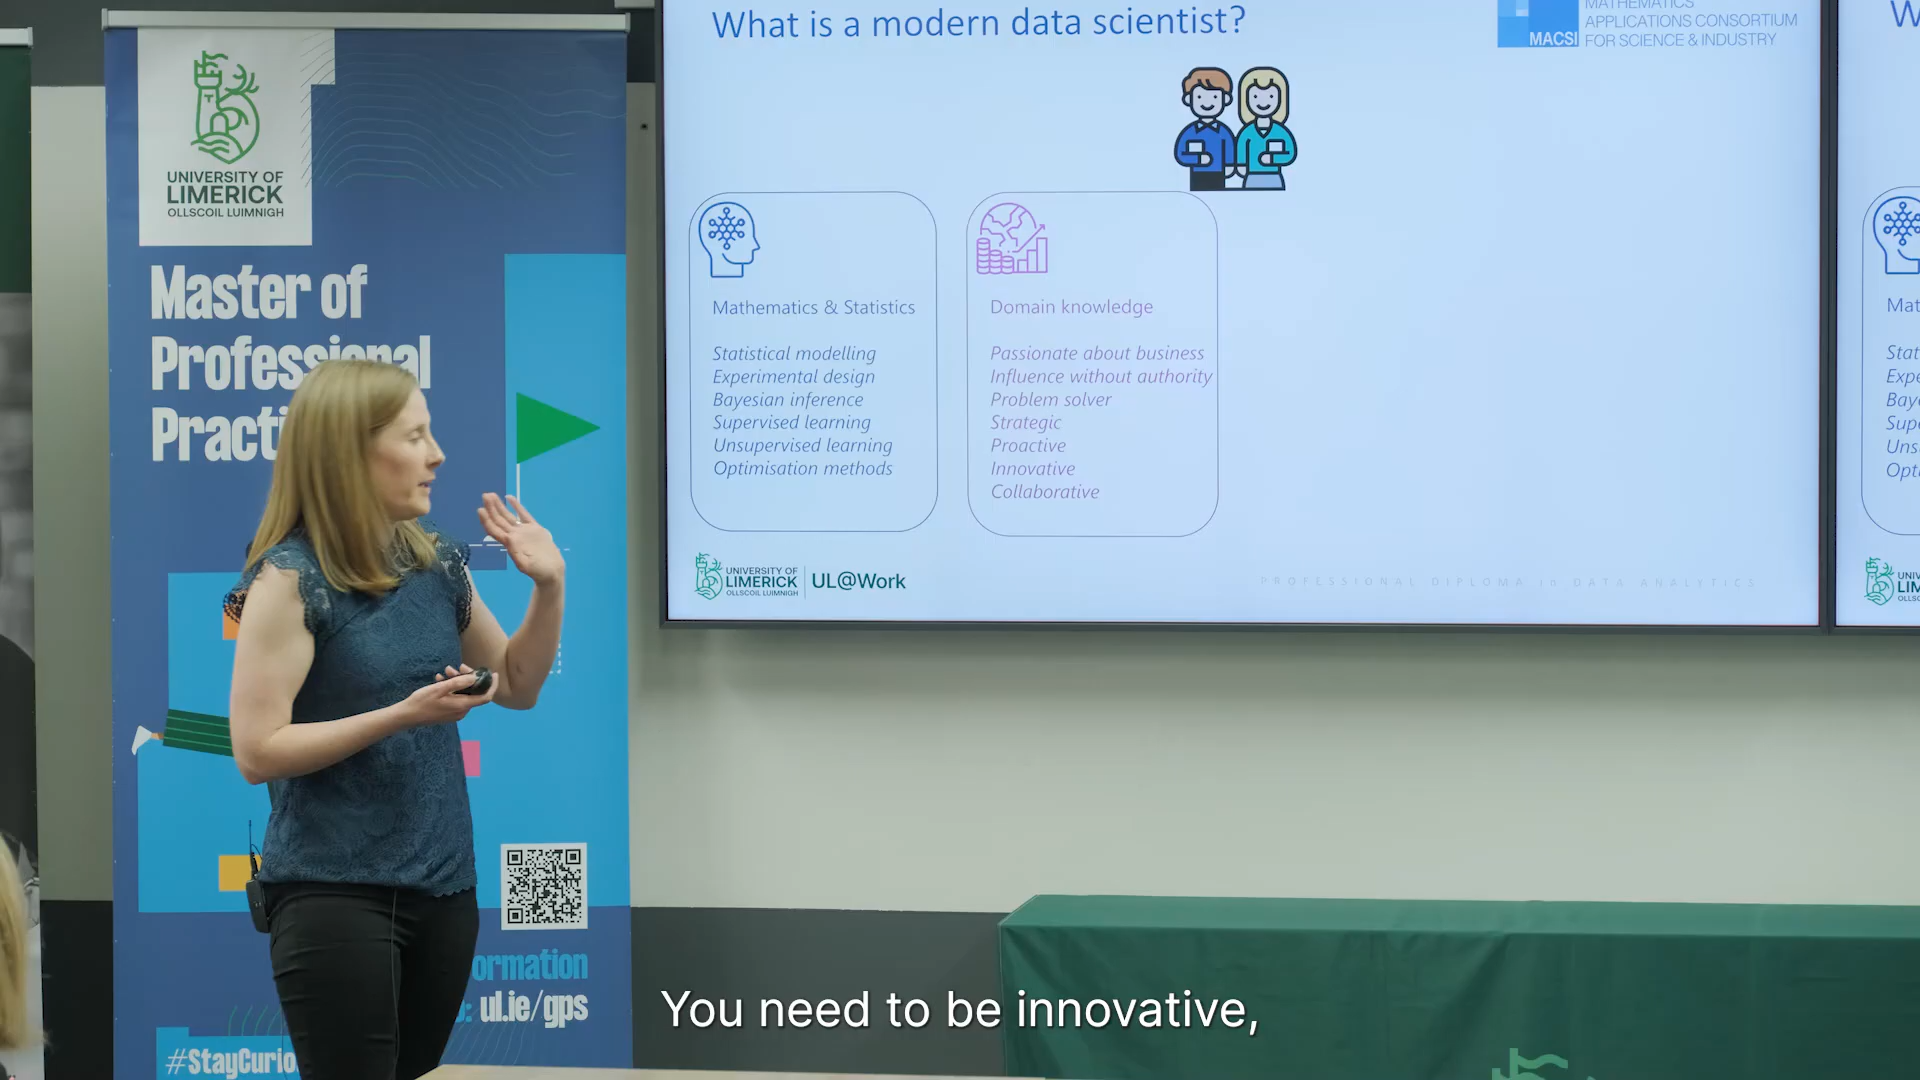 UNIVERSITY OF
LIMERICK
OLLSCOIL LUIMNIGH
Master of
Professional
ormation
: ul.ie/gps
#StayCurio
What is a modern data scientist?
MATHEMATICS
APPLICATIONS CONSORTIUM
FOR SCIENCE & INDUSTRY
MACSI
Mathematics & Statistics
Statistical modelling
Experimental design
Bayesian inference
Supervised learning
Unsupervised learning
Optimisation methods
Domain knowledge
Passionate about business
Influence without authority
Problem solver
Strategic
Proactive
Innovative
Collaborative
UNIVERSITY OF
LIMERICK
OLLSCOIL LUIMNIGH
UL@Work
PROFESSIONAL DIPLOMA in DATA ANALYTICS
You need to be innovative,